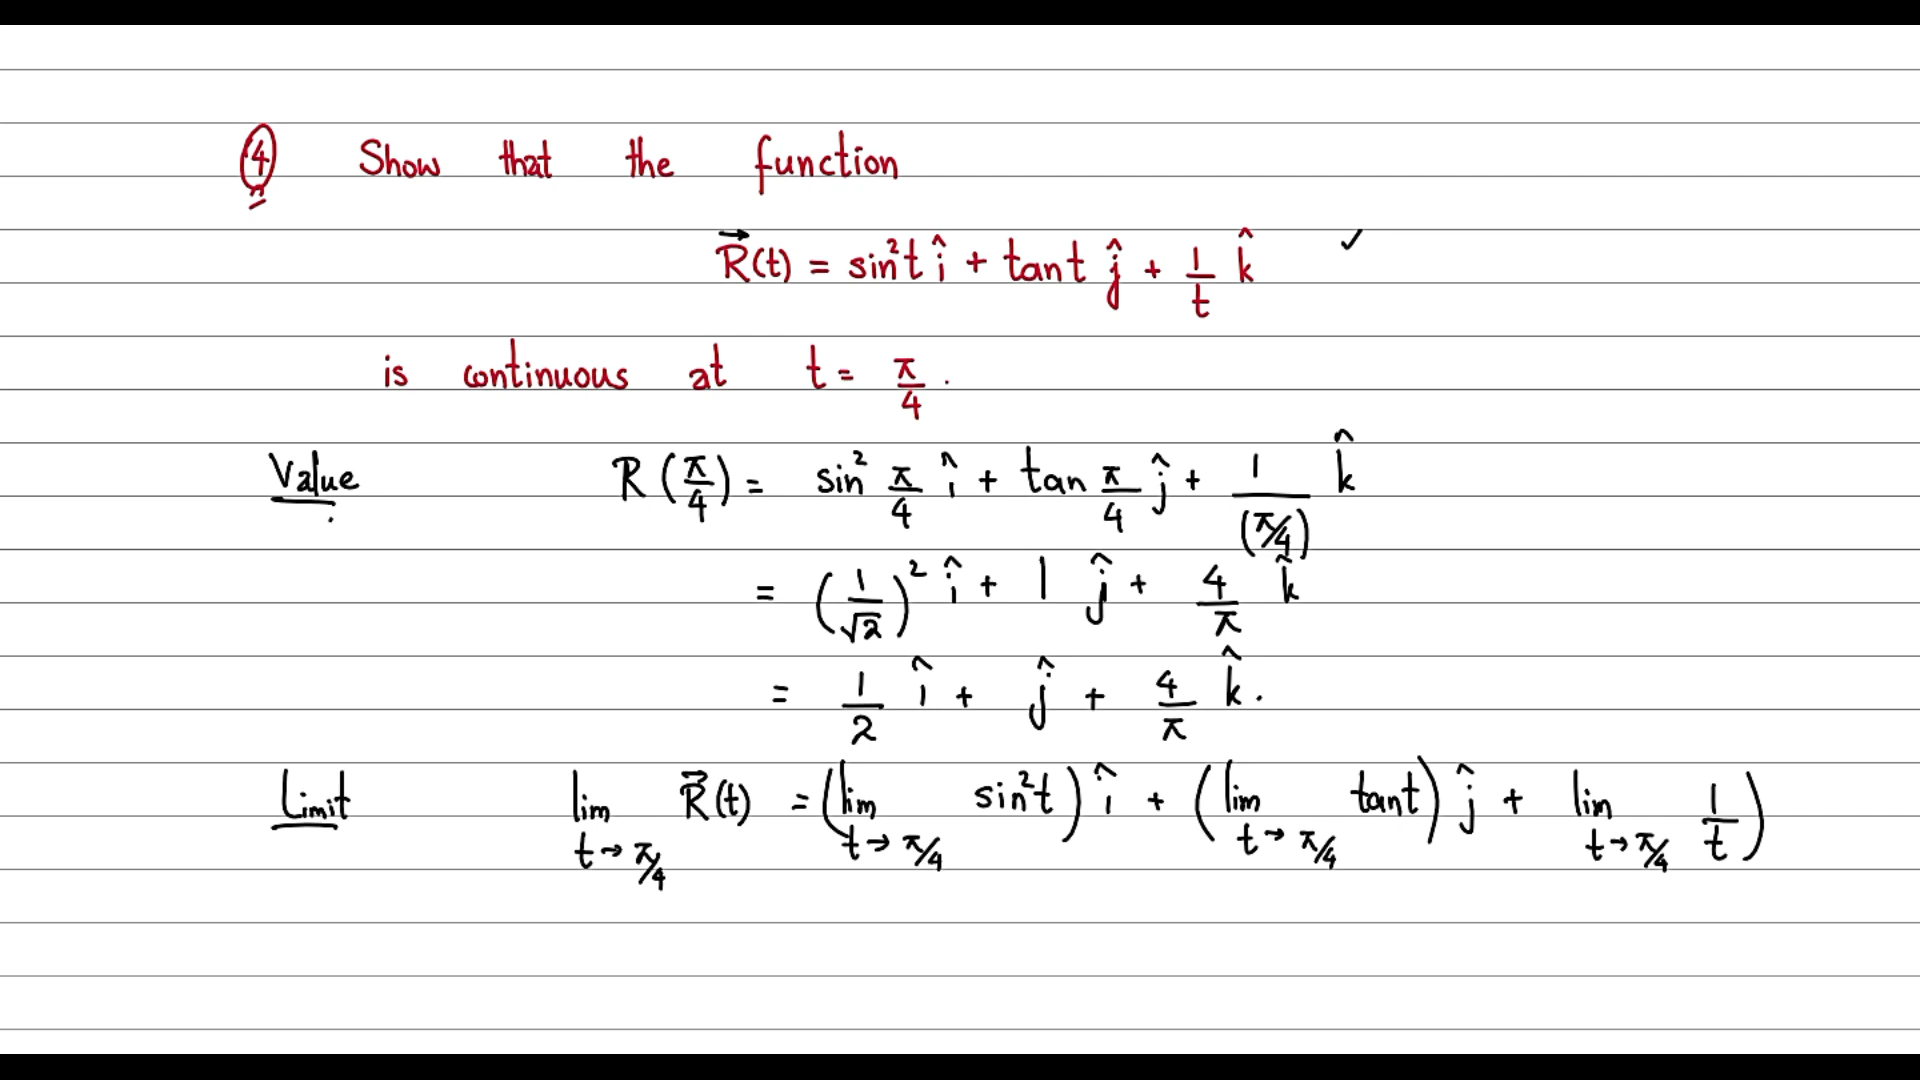 ④ Show that the function
R⃗(t) = sin²t î + tan t ĵ + 1/t k̂ ✓
is continuous at t = π/4.
Value R(π/4) = sin² π/4 î + tan π/4 ĵ + 1/(π/4) k̂
= (1/√2)² î + 1 ĵ + 4/π k̂
= 1/2 î + ĵ + 4/π k̂.
Limit lim t→π/4 R⃗(t) = (lim t→π/4 sin²t) î + (lim t→π/4 tan t) ĵ + lim t→π/4 1/t)